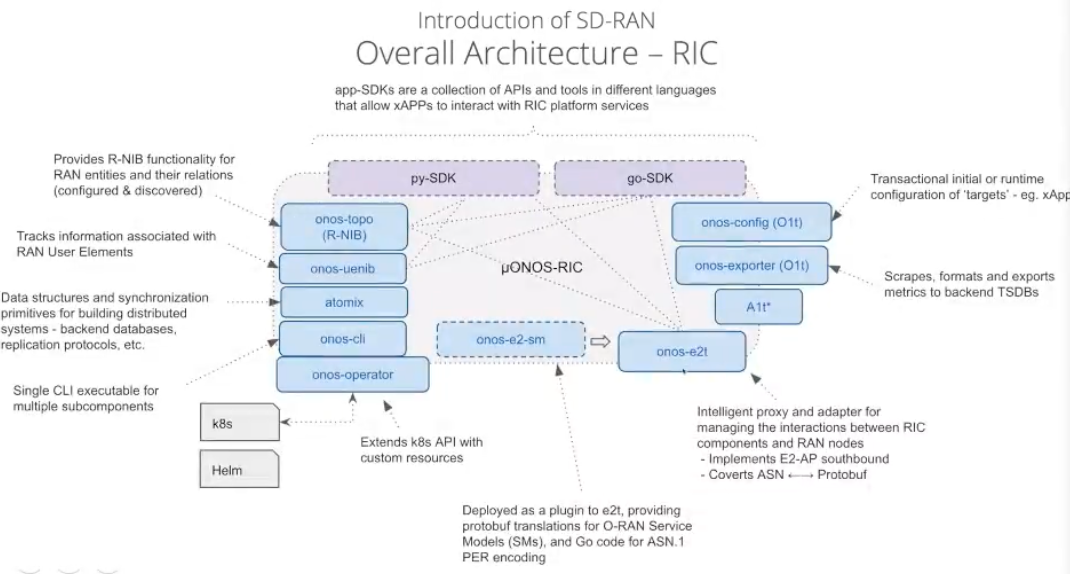 Introduction of SD-RAN
Overall Architecture – RIC
app-SDKs are a collection of APIs and tools in different languages
that allow xAPPs to interact with RIC platform services
Provides R-NIB functionality for
RAN entities and their relations
(configured & discovered)
py-SDK
go-SDK
Transactional initial or runtime
configuration of ‘targets’ - eg. xApp
onos-topo
(R-NIB)
onos-config (O1t)
Tracks information associated with
RAN User Elements
onos-uenib
µONOS-RIC
onos-exporter (O1t)
Scrapes, formats and exports
metrics to backend TSDBs
Data structures and synchronization
primitives for building distributed
systems - backend databases,
replication protocols, etc.
atomix
A1t*
onos-cli
onos-e2-sm
onos-e2t
onos-operator
Single CLI executable for
multiple subcomponents
k8s
Helm
Extends k8s API with
custom resources
Intelligent proxy and adapter for
managing the interactions between RIC
components and RAN nodes
- Implements E2-AP southbound
- Coverts ASN ⟷ Protobuf
Deployed as a plugin to e2t, providing
protobuf translations for O-RAN Service
Models (SMs), and Go code for ASN.1
PER encoding